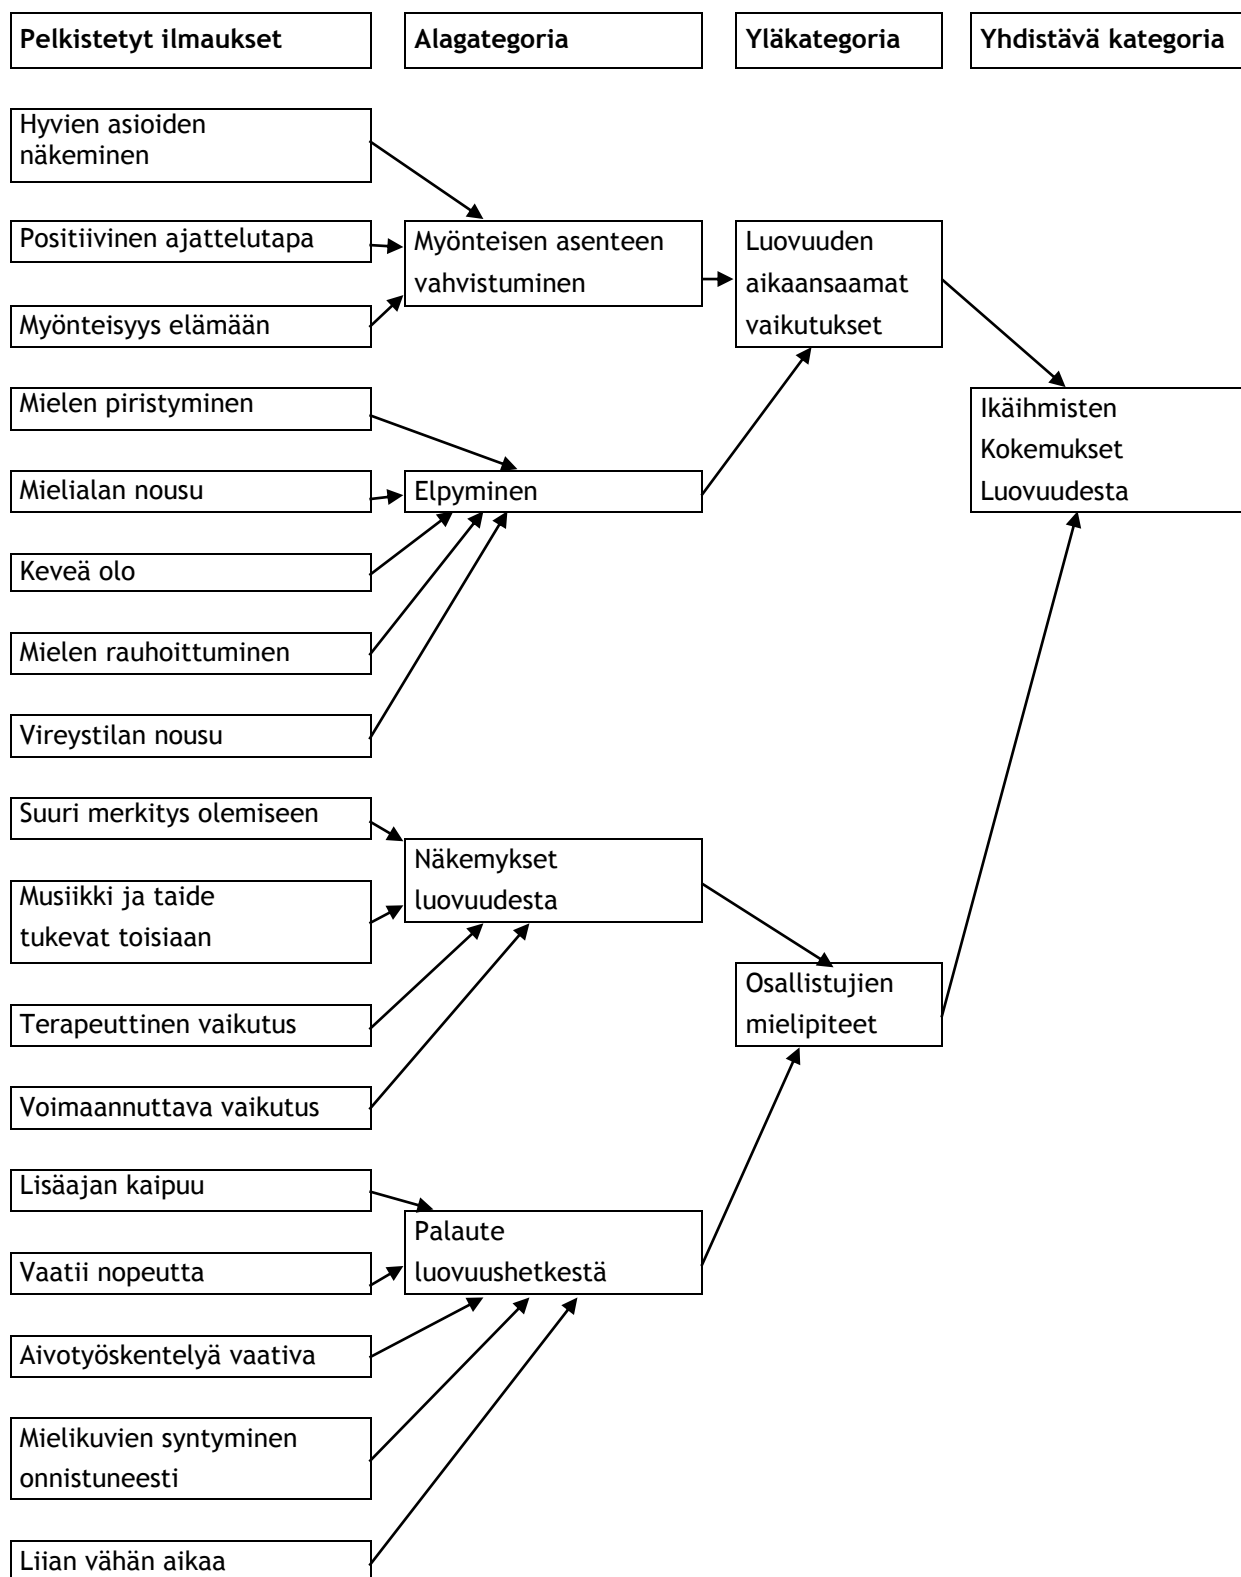 Pelkistetyt ilmaukset
Alagategoria
Yläkategoria
Yhdistävä kategoria
Hyvien asioiden
näkeminen
Positiivinen ajattelutapa
Myönteisyys elämään
Myönteisen asenteen
vahvistuminen
Luovuuden
aikaansaamat
vaikutukset
Mielen piristyminen
Mielialan nousu
Keveä olo
Mielen rauhoittuminen
Vireystilan nousu
Elpyminen
Ikäihmisten
Kokemukset
Luovuudesta
Suuri merkitys olemiseen
Musiikki ja taide
tukevat toisiaan
Terapeuttinen vaikutus
Voimaannuttava vaikutus
Näkemykset
luovuudesta
Osallistujien
mielipiteet
Lisäajan kaipuu
Vaatii nopeutta
Aivotyöskentelyä vaativa
Mielikuvien syntyminen
onnistuneesti
Liian vähän aikaa
Palaute
luovuushetkestä